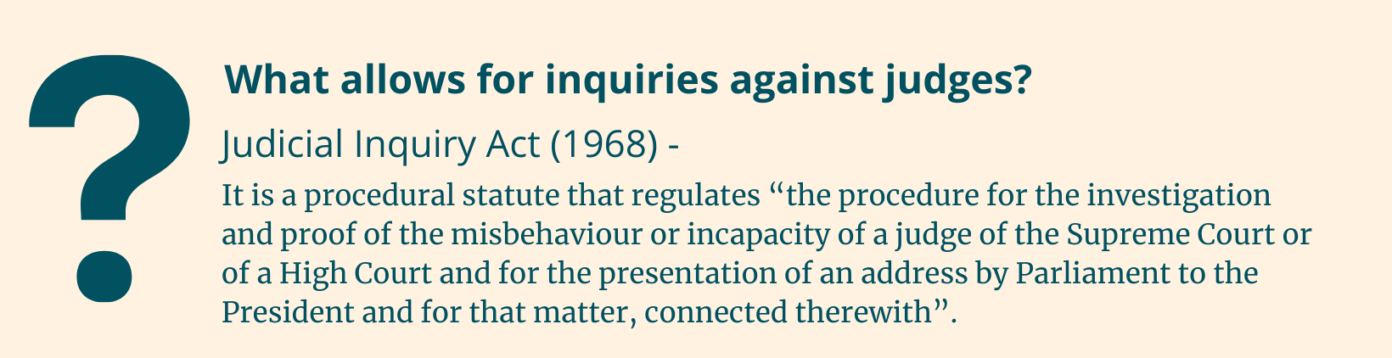 What allows for inquiries against judges?
Judicial Inquiry Act (1968) -
It is a procedural statute that regulates “the procedure for the investigation
and proof of the misbehaviour or incapacity of a judge of the Supreme Court or
of a High Court and for the presentation of an address by Parliament to the
President and for that matter, connected therewith”.